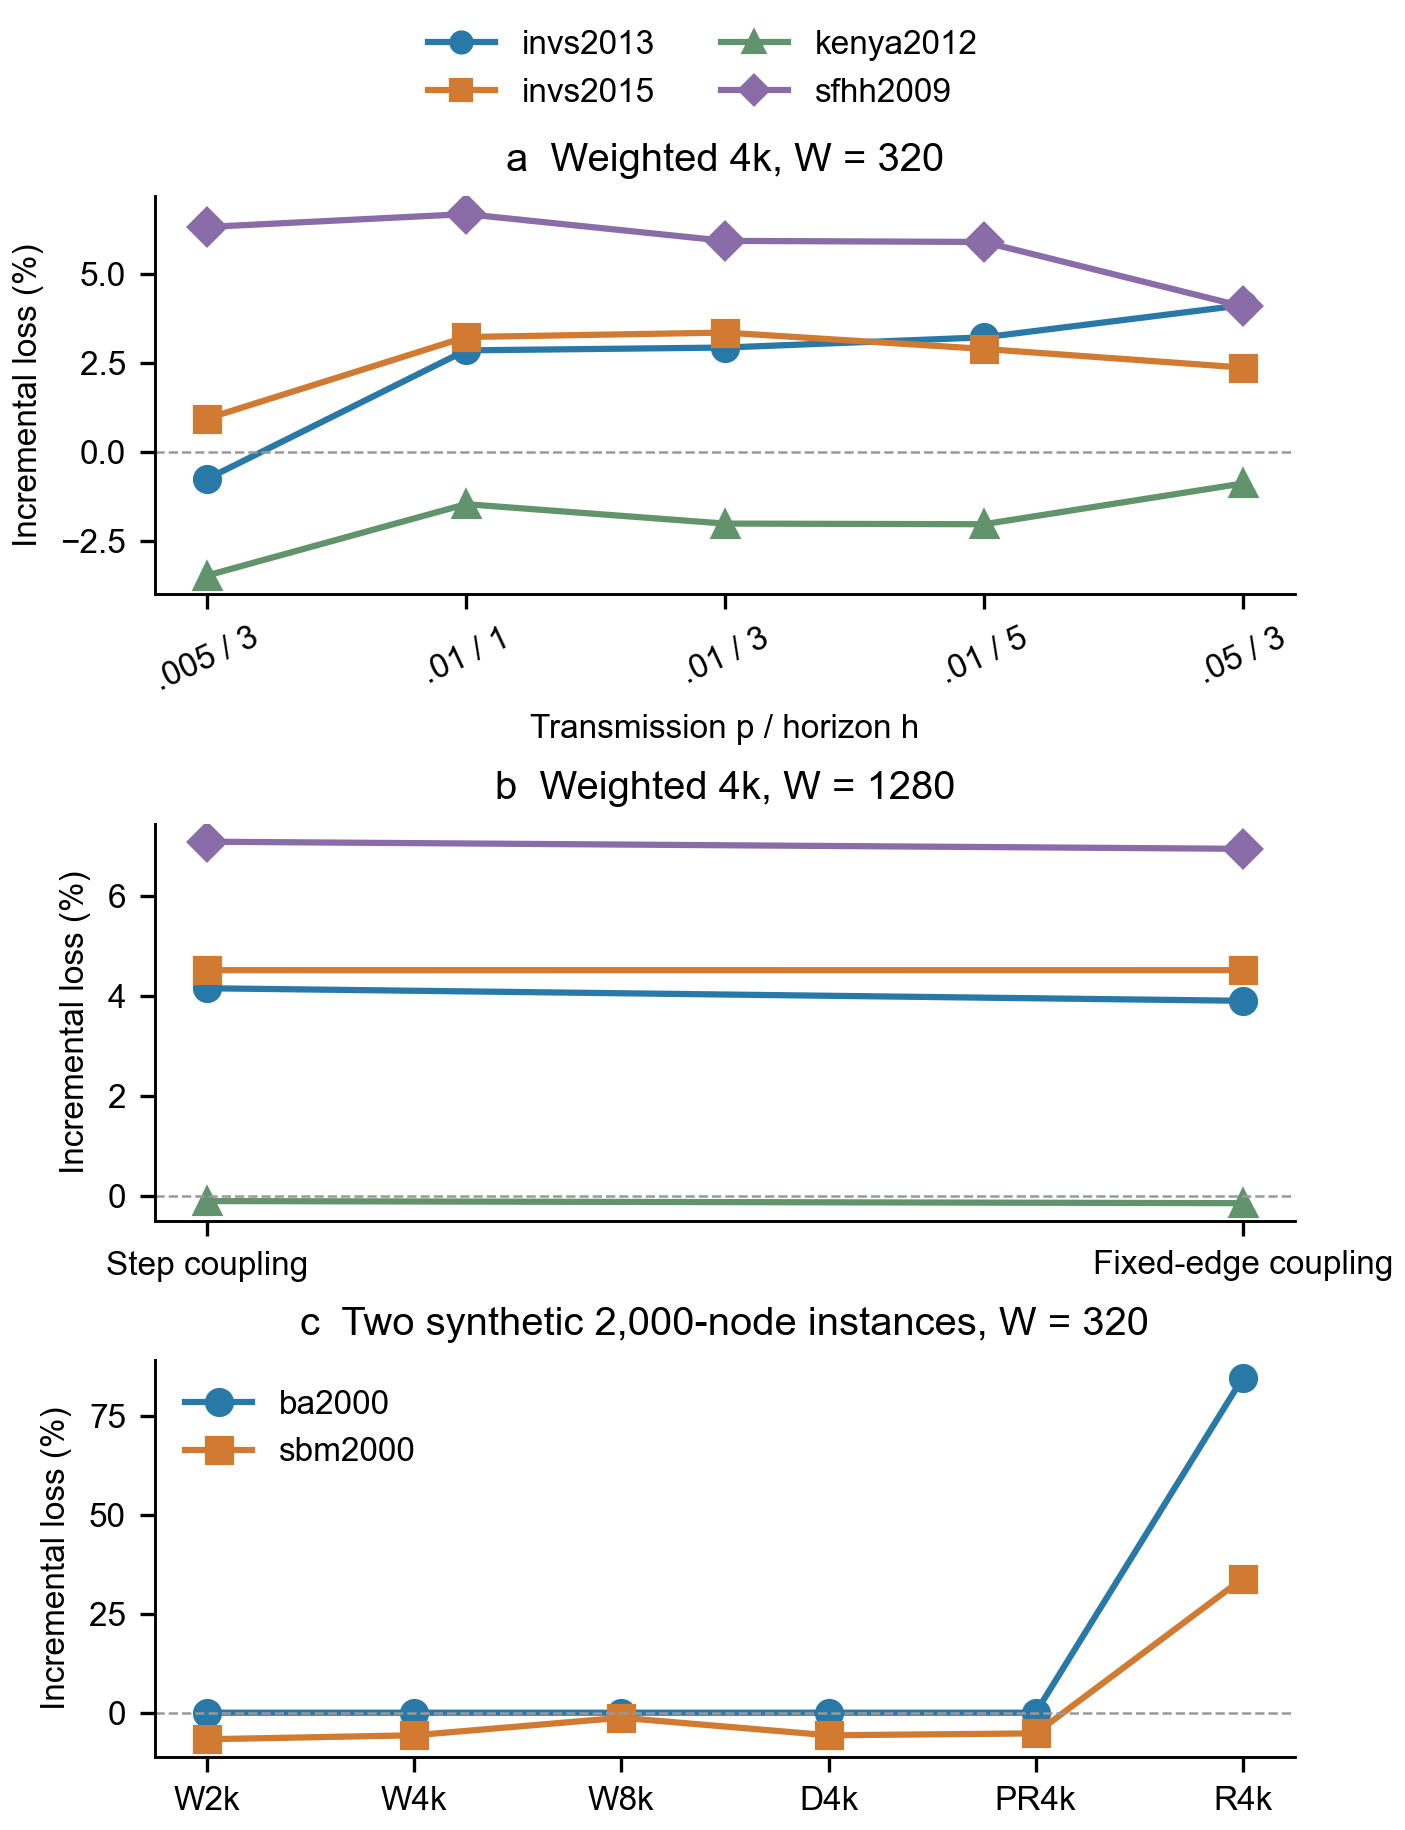 invs2013
invs2015
kenya2012
sfhh2009
a Weighted 4k, W = 320
Incremental loss (%)
5.0
2.5
0.0
−2.5
.005 / 3
.01 / 1
.01 / 3
.01 / 5
.05 / 3
Transmission p / horizon h
b Weighted 4k, W = 1280
Incremental loss (%)
6
4
2
0
Step coupling
Fixed-edge coupling
c Two synthetic 2,000-node instances, W = 320
Incremental loss (%)
ba2000
sbm2000
75
50
25
0
W2k
W4k
W8k
D4k
PR4k
R4k